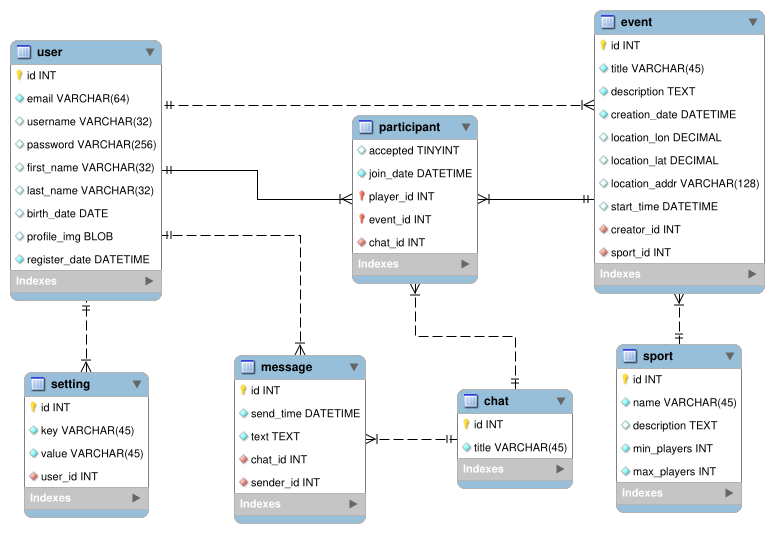 user
id INT
email VARCHAR(64)
username VARCHAR(32)
password VARCHAR(256)
first_name VARCHAR(32)
last_name VARCHAR(32)
birth_date DATE
profile_img BLOB
register_date DATETIME
Indexes
participant
accepted TINYINT
join_date DATETIME
player_id INT
event_id INT
chat_id INT
Indexes
event
id INT
title VARCHAR(45)
description TEXT
creation_date DATETIME
location_lon DECIMAL
location_lat DECIMAL
location_addr VARCHAR(128)
start_time DATETIME
creator_id INT
sport_id INT
Indexes
setting
id INT
key VARCHAR(45)
value VARCHAR(45)
user_id INT
Indexes
message
id INT
send_time DATETIME
text TEXT
chat_id INT
sender_id INT
Indexes
chat
id INT
title VARCHAR(45)
Indexes
sport
id INT
name VARCHAR(45)
description TEXT
min_players INT
max_players INT
Indexes